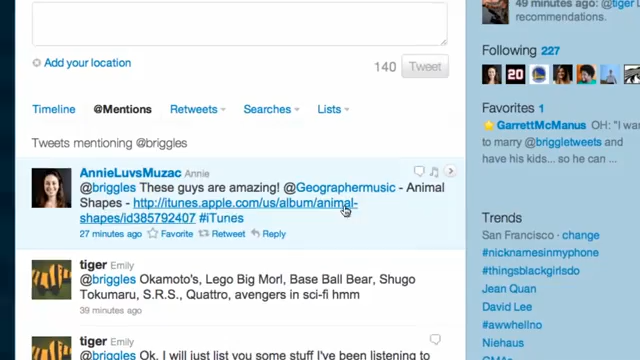 Add your location
140 Tweet
Timeline @Mentions Retweets Searches Lists
Tweets mentioning @briggles
AnnieLuvsMuzac Annie
@briggles These guys are amazing! @Geographermusic - Animal
Shapes - http://itunes.apple.com/us/album/animal-
shapes/id385792407 #iTunes
27 minutes ago Favorite Retweet Reply
tiger Emily
@briggles Okamoto's, Lego Big Morl, Base Ball Bear, Shugo
Tokumaru, S.R.S., Quattro, avengers in sci-fi hmm
39 minutes ago
tiger Emily
@briggles Ok, I will just list you some stuff I've been listening to
49 minutes ago: @tiger
recommendations.
Following 227
20
Favorites 1
GarrettMcManus OH: "I wan
to marry @briggletweets and
have his kids... so he can ...
Trends
San Francisco · change
#nicknamesinmyphone
#thingsblackgirlsdo
Jean Quan
David Lee
#awwhellno
Niehaus
Harry Potter